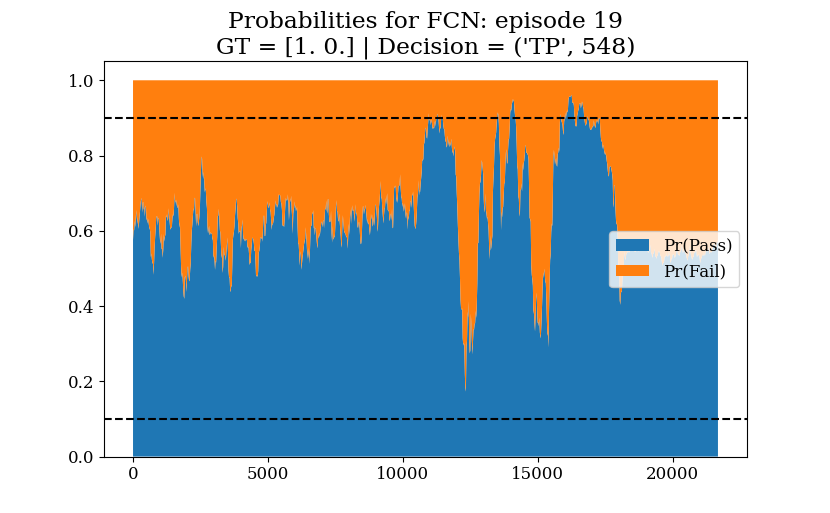 Probabilities for FCN: episode 19
GT = [1. 0.] | Decision = ('TP', 548)
1.0
0.8
0.6
0.4
0.2
0.0
Pr(Pass)
Pr(Fail)
0 5000 10000 15000 20000